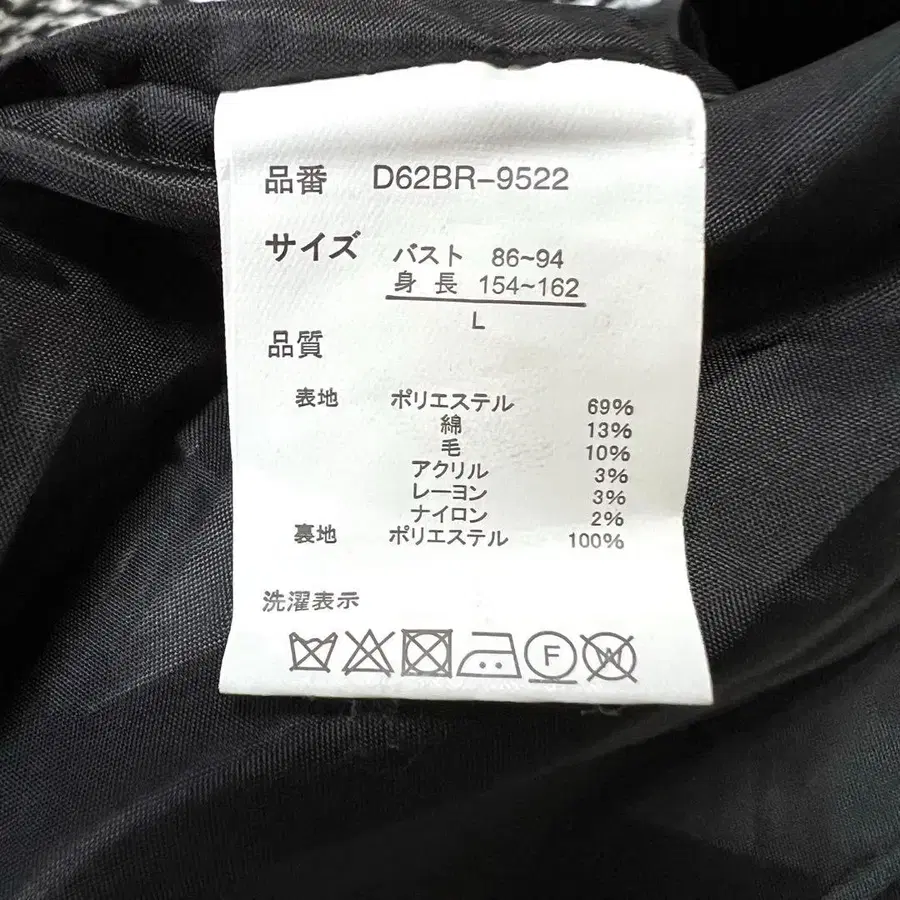 品番 D62BR-9522
サイズ バスト 86~94
身長 154~162
L
品質
表地 ポリエステル 69%
綿 13%
毛 10%
アクリル 3%
レーヨン 3%
ナイロン 2%
裏地 ポリエステル 100%
洗濯表示
F W